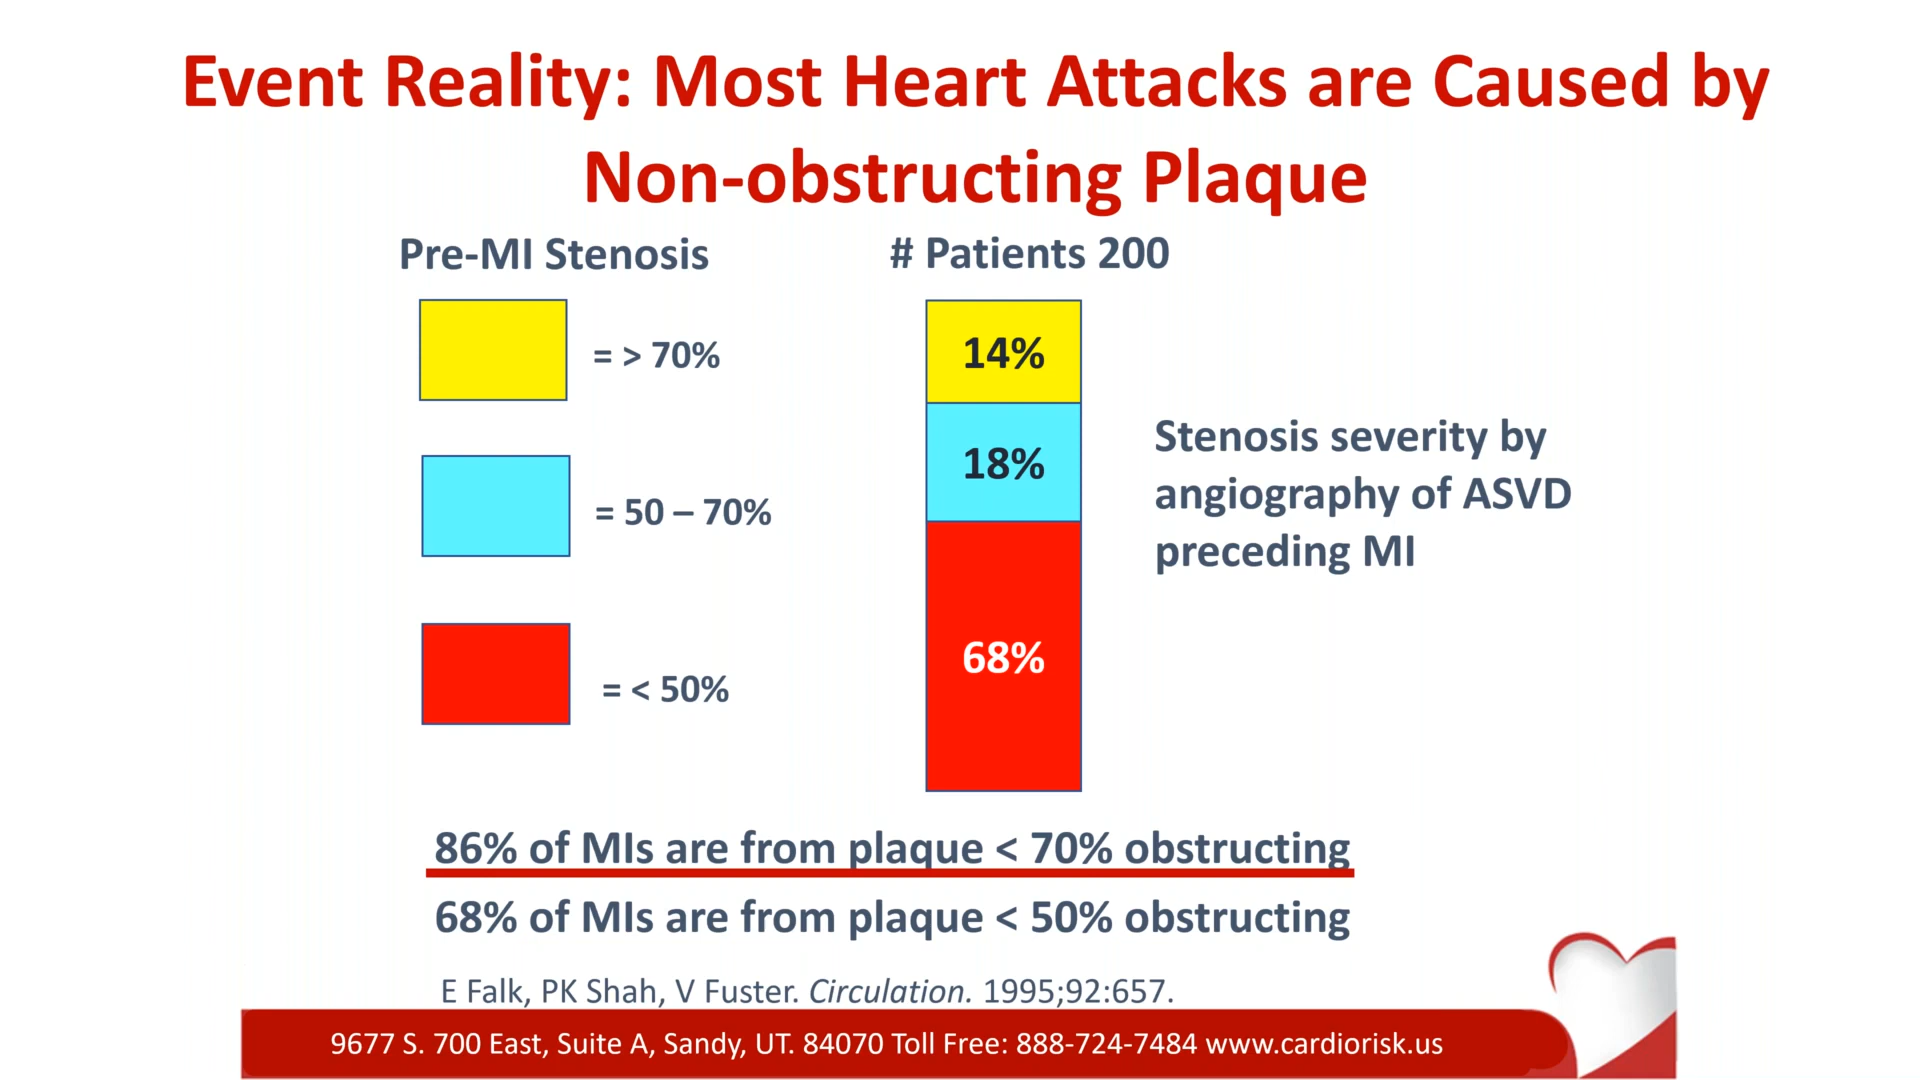 Event Reality: Most Heart Attacks are Caused by
Non-obstructing Plaque
Pre-MI Stenosis
# Patients 200
= > 70%
= 50 – 70%
= < 50%
14%
18%
68%
Stenosis severity by
angiography of ASVD
preceding MI
86% of MIs are from plaque < 70% obstructing
68% of MIs are from plaque < 50% obstructing
E Falk, PK Shah, V Fuster. Circulation. 1995;92:657.
9677 S. 700 East, Suite A, Sandy, UT. 84070 Toll Free: 888-724-7484 www.cardiorisk.us